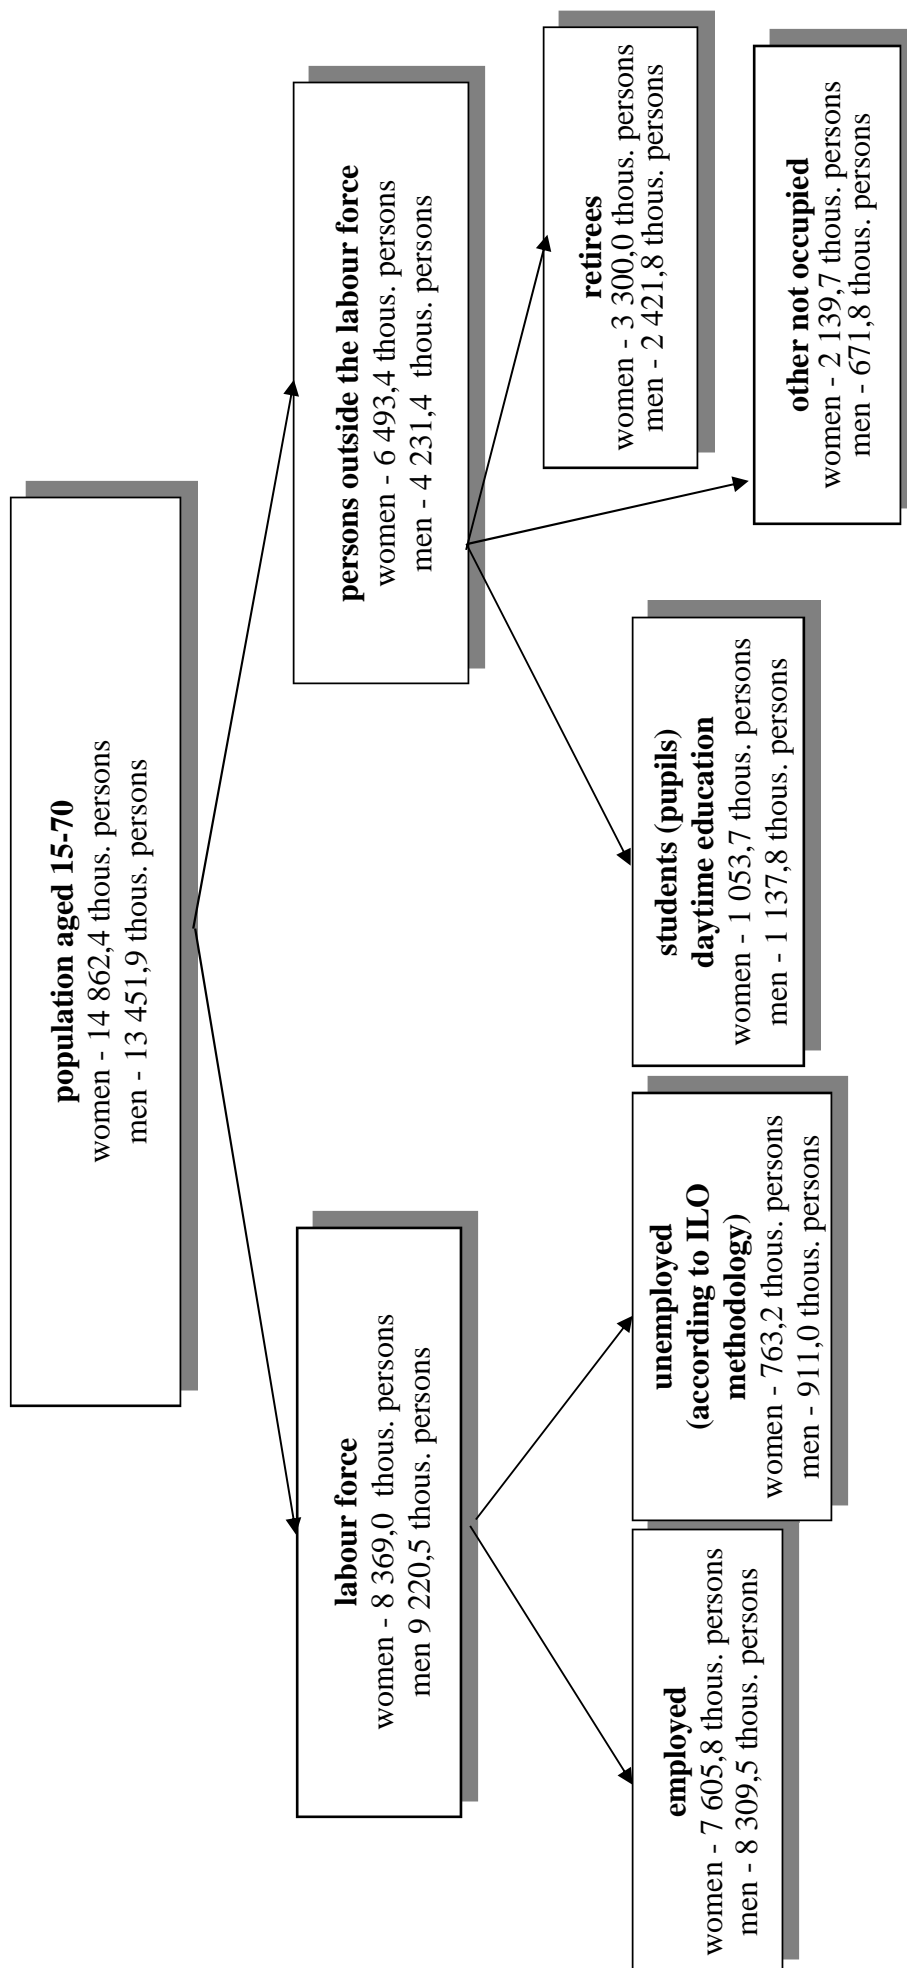 population aged 15-70
women - 14 862,4 thous. persons
men - 13 451,9 thous. persons
labour force
women - 8 369,0 thous. persons
men 9 220,5 thous. persons
persons outside the labour force
women - 6 493,4 thous. persons
men - 4 231,4 thous. persons
employed
women - 7 605,8 thous. persons
men - 8 309,5 thous. persons
unemployed
(according to ILO
methodology)
women - 763,2 thous. persons
men - 911,0 thous. persons
students (pupils)
daytime education
women - 1 053,7 thous. persons
men - 1 137,8 thous. persons
retirees
women - 3 300,0 thous. persons
men - 2 421,8 thous. persons
other not occupied
women - 2 139,7 thous. persons
men - 671,8 thous. persons